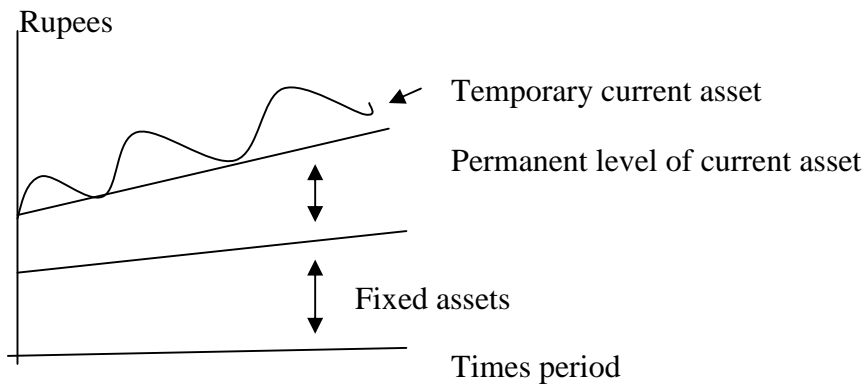 Rupees
Temporary current asset
Permanent level of current asset
Fixed assets
Times period